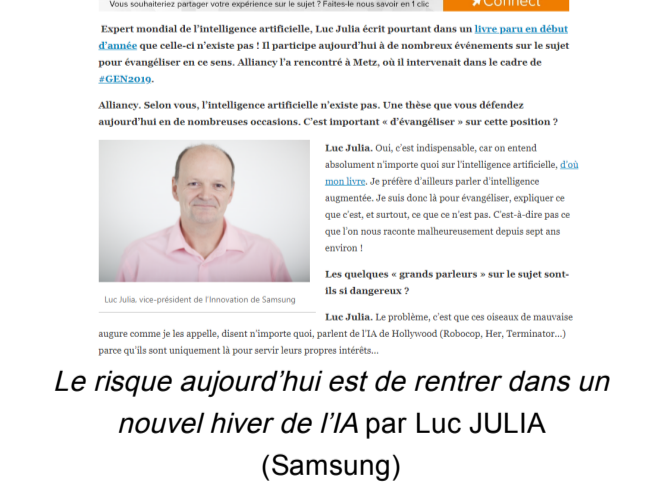 Vous souhaiteriez partager votre expérience sur le sujet ? Faites-le nous savoir en 1 clic
Connect
Expert mondial de l'intelligence artificielle, Luc Julia écrit pourtant dans un livre paru en début
d'année que celle-ci n'existe pas ! Il participe aujourd'hui à de nombreux événements sur le sujet
pour évangéliser en ce sens. Alliancy l'a rencontré à Metz, où il intervenait dans le cadre de
#GEN2019.
Alliancy. Selon vous, l'intelligence artificielle n'existe pas. Une thèse que vous défendez
aujourd'hui en de nombreuses occasions. C'est important « d'évangéliser » sur cette position ?
Luc Julia. Oui, c'est indispensable, car on entend
absolument n'importe quoi sur l'intelligence artificielle, d'où
mon livre. Je préfère d'ailleurs parler d'intelligence
augmentée. Je suis donc là pour évangéliser, expliquer ce
que c'est, et surtout, ce que ce n'est pas. C'est-à-dire pas ce
que l'on nous raconte malheureusement depuis sept ans
environ !
Luc Julia, vice-président de l'Innovation de Samsung
Les quelques « grands parleurs » sur le sujet sont-
ils si dangereux ?
Luc Julia. Le problème, c'est que ces oiseaux de mauvaise
augure comme je les appelle, disent n'importe quoi, parlent de l'IA de Hollywood (Robocop, Her, Terminator...)
parce qu'ils sont uniquement là pour servir leurs propres intérêts...
Le risque aujourd'hui est de rentrer dans un
nouvel hiver de l'IA par Luc JULIA
(Samsung)